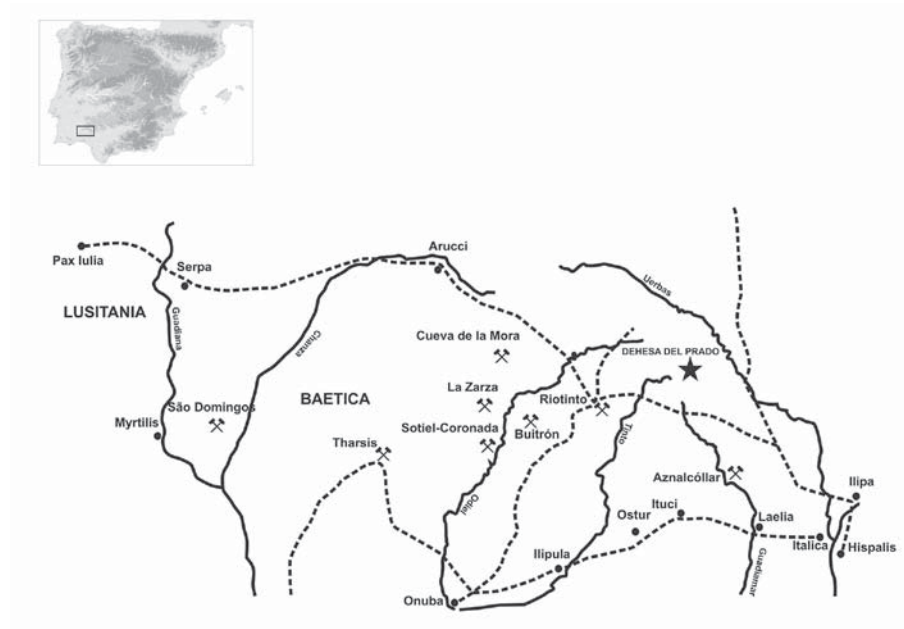 Arucci
Pax Iulia
Serpa
Uerbas
LUSITANIA
Guadiana
Chanza
Cueva de la Mora
DEHESA DEL PRADO
La Zarza
BAETICA
Riotinto
São Domingos
Myrtilis
Sotiel-Coronada
Buitrón
Tinto
Tharsis
Aznalcóllar
Ilipa
Odiel
Ituci
Ostur
Laelia
Italica
Hispalis
Ilipula
Guadiamar
Onuba